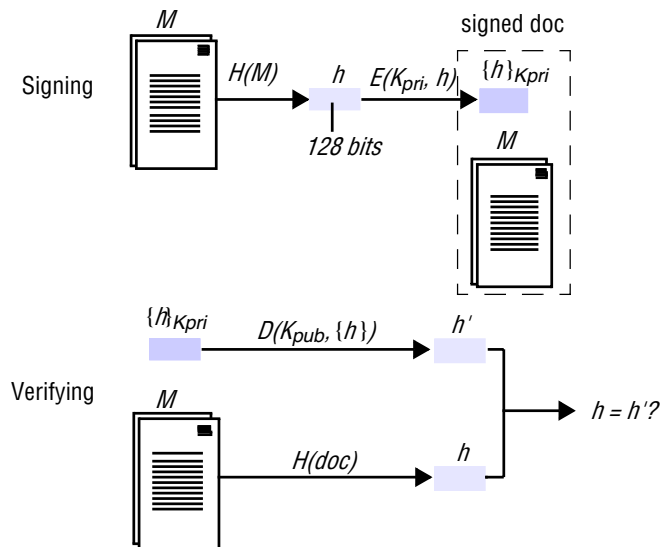 signed doc
M
H(M)
h
E(Kpri, h)
{h}Kpri
Signing
128 bits
M
{h}Kpri
D(Kpub, {h})
h'
Verifying
M
h = h'?
H(doc)
h